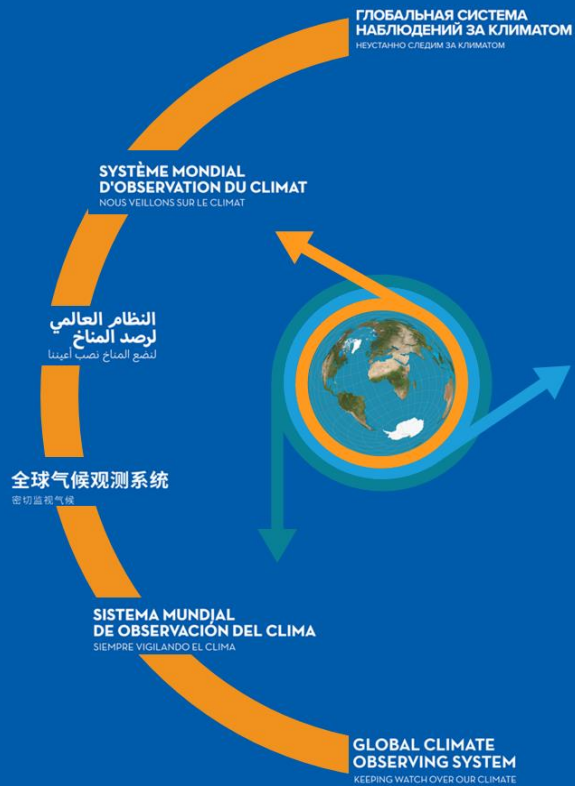 ГЛОБАЛЬНАЯ СИСТЕМА
НАБЛЮДЕНИЙ ЗА КЛИМАТОМ
НЕУСТАННО СЛЕДИМ ЗА КЛИМАТОМ
SYSTÈME MONDIAL
D'OBSERVATION DU CLIMAT
NOUS VEILLONS SUR LE CLIMAT
النظام العالمي
لرصد المناخ
لنضع المناخ نصب أعيننا
全球气候观测系统
密切监视气候
SISTEMA MUNDIAL
DE OBSERVACIÓN DEL CLIMA
SIEMPRE VIGILANDO EL CLIMA
GLOBAL CLIMATE
OBSERVING SYSTEM
KEEPING WATCH OVER OUR CLIMATE